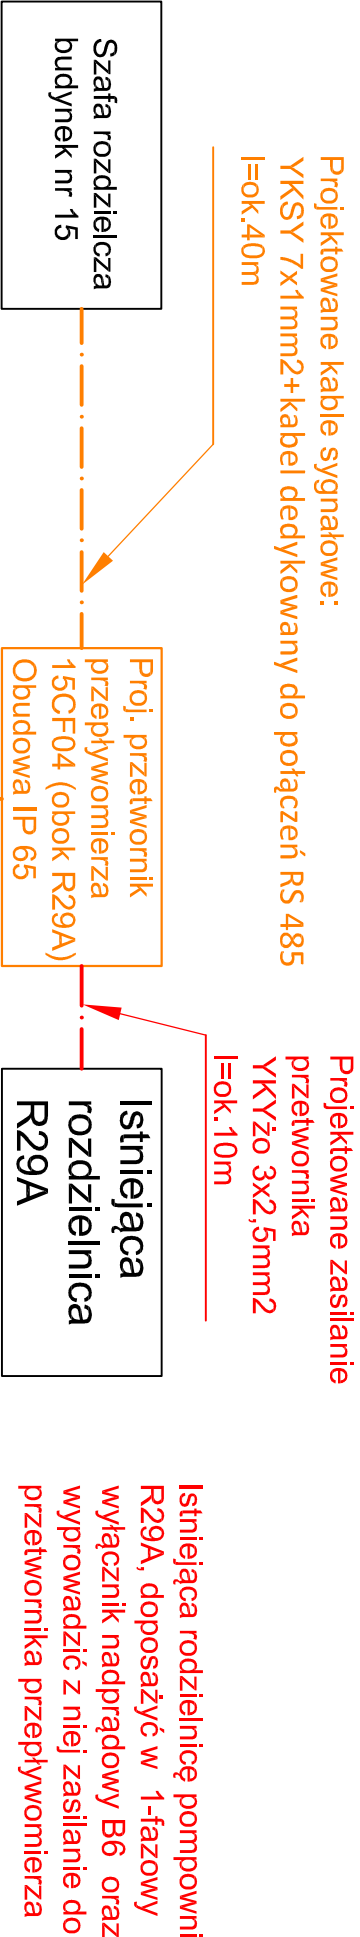 Projektowane kable sygnałowe:
YKSY 7x1mm2+kabel dedykowany do połączeń RS 485
l=ok.40m
Szafa rozdzielcza
budynek nr 15
Proj. przetwornik
przepływomierza
15CF04 (obok R29A)
Obudowa IP 65
Projektowane zasilanie
przetwornika
YKYżo 3x2,5mm2
l=ok.10m
Istniejąca
rozdzielnica
R29A
Istniejąca rodzielnicę pompowni
R29A, doposażyć w 1-fazowy
wyłącznik nadprądowy B6 oraz
wyprowadzić z niej zasilanie do
przetwornika przepływomierza